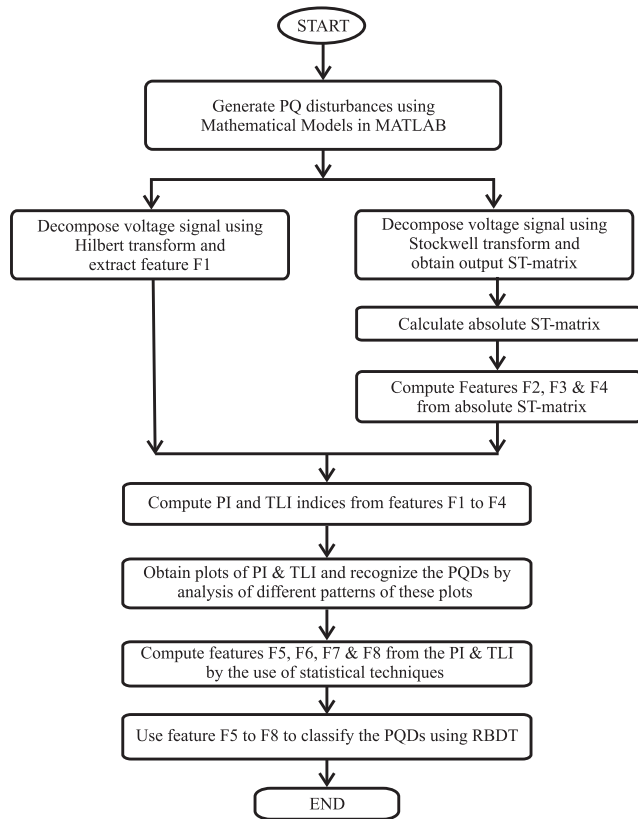 START
Generate PQ disturbances using
Mathematical Models in MATLAB
Decompose voltage signal using
Hilbert transform and
extract feature F1
Decompose voltage signal using
Stockwell transform and
obtain output ST-matrix
Calculate absolute ST-matrix
Compute Features F2, F3 & F4
from absolute ST-matrix
Compute PI and TLI indices from features F1 to F4
Obtain plots of PI & TLI and recognize the PQDs by
analysis of different patterns of these plots
Compute features F5, F6, F7 & F8 from the PI & TLI
by the use of statistical techniques
Use feature F5 to F8 to classify the PQDs using RBDT
END